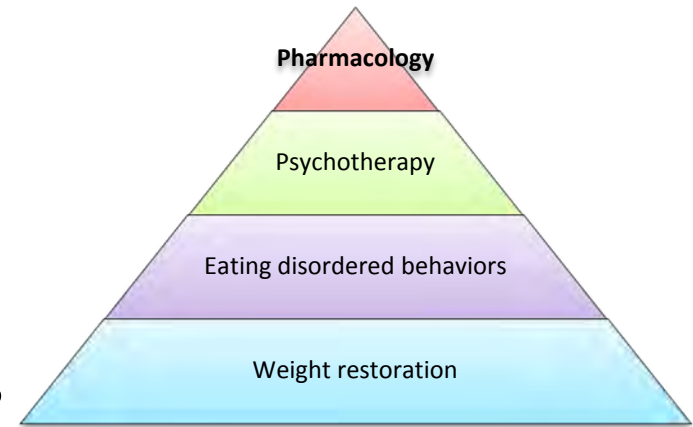 Pharmacology
Psychotherapy
Eating disordered behaviors
Weight restoration